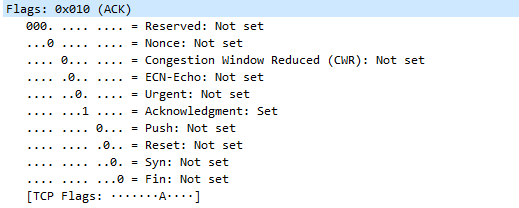 Flags: 0x010 (ACK)
000. .... .... = Reserved: Not set
...0 .... .... = Nonce: Not set
.... 0... .... = Congestion Window Reduced (CWR): Not set
.... .0.. .... = ECN-Echo: Not set
.... ..0. .... = Urgent: Not set
.... ...1 .... = Acknowledgment: Set
.... .... 0... = Push: Not set
.... .... .0.. = Reset: Not set
.... .... ..0. = Syn: Not set
.... .... ...0 = Fin: Not set
[TCP Flags: ·······A····]